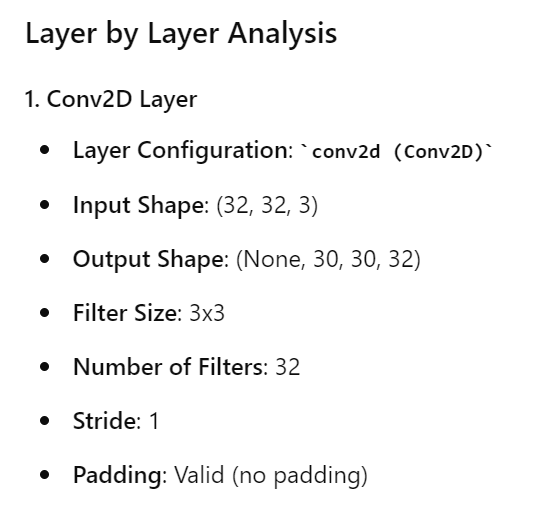 Layer by Layer Analysis
1. Conv2D Layer
• Layer Configuration: `conv2d (Conv2D)`
• Input Shape: (32, 32, 3)
• Output Shape: (None, 30, 30, 32)
• Filter Size: 3x3
• Number of Filters: 32
• Stride: 1
• Padding: Valid (no padding)